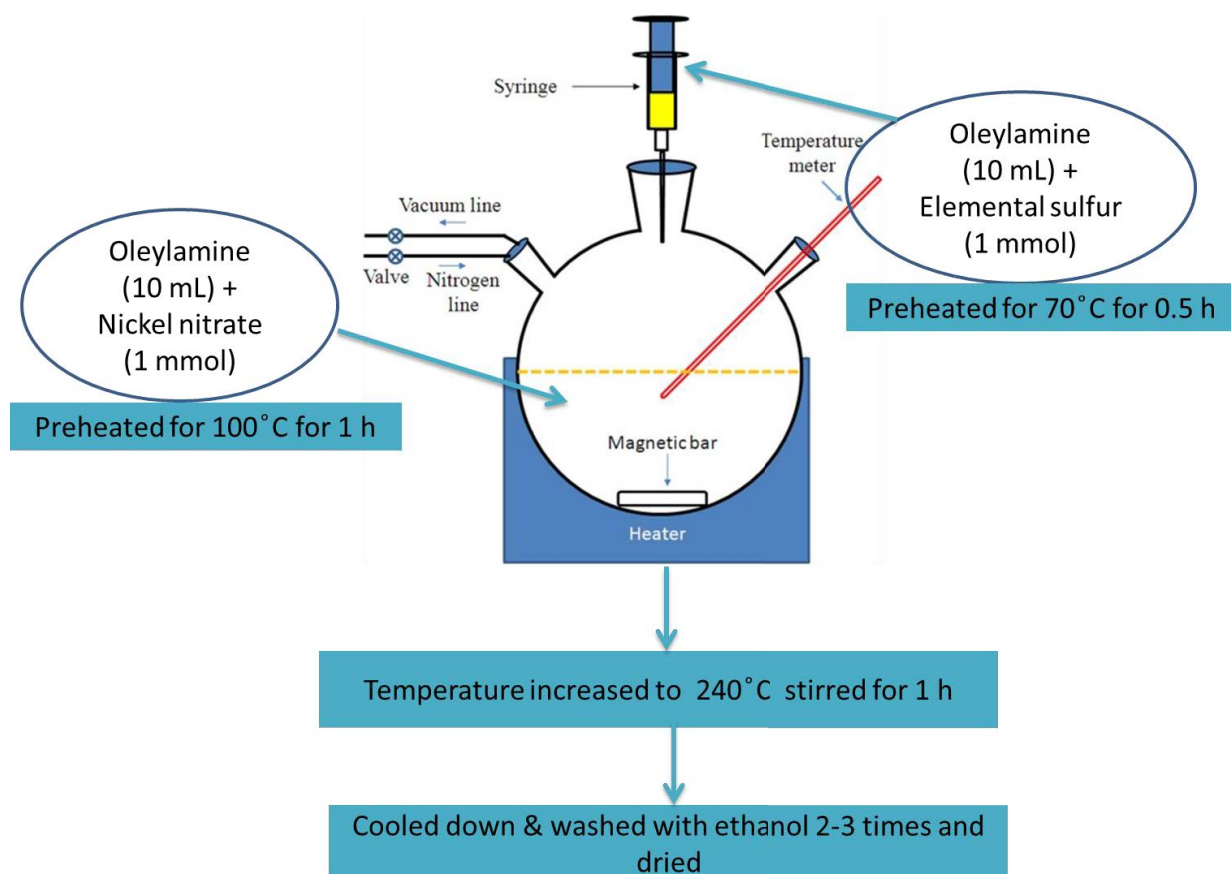 Syringe
Oleylamine
(10 mL) +
Elemental sulfur
(1 mmol)
Temperature
meter
Preheated for 70˚C for 0.5 h
Vacuum line
Valve
Nitrogen
line
Oleylamine
(10 mL) +
Nickel nitrate
(1 mmol)
Preheated for 100˚C for 1 h
Magnetic bar
Heater
Temperature increased to 240˚C stirred for 1 h
Cooled down & washed with ethanol 2-3 times and
dried